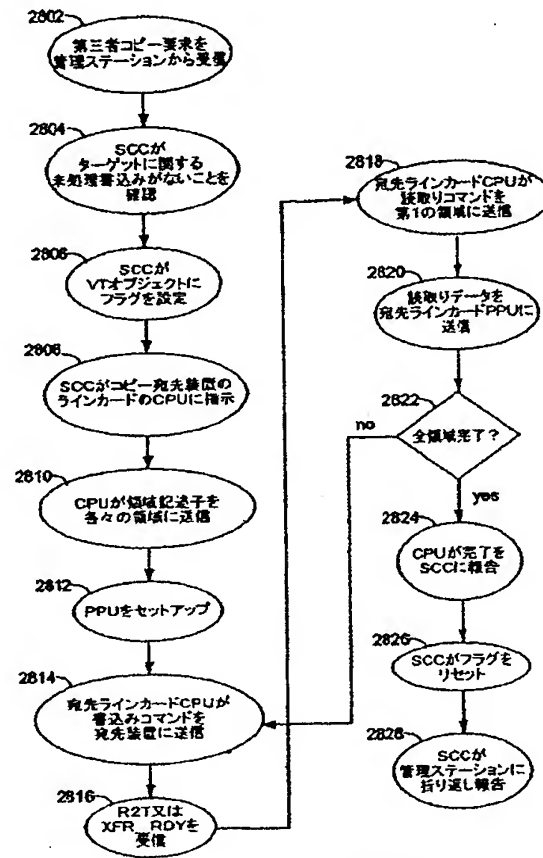 2802
第三者コピー要求を
管理ステーションから受信
2804
SCCが
ターゲットに関する
未処理書込みがないことを
確認
2806
SCCが
VTオブジェクトに
フラグを設定
2808
SCCがコピー宛先装置の
ラインカードのCPUに指示
2810
CPUが領域記述子を
各々の領域に送信
2812
PPUをセットアップ
2814
宛先ラインカードCPUが
書込みコマンドを
宛先装置に送信
2816
R2T又は
XFR_RDYを
受信
2818
宛先ラインカードCPUが
読取りコマンドを
第1の領域に送信
2820
読取りデータを
宛先ラインカードPPUに
送信
2822
全領域完了?
no
yes
2824
CPUが完了を
SCCに報告
2826
SCCがフラグを
リセット
2828
SCCが
管理ステーションに
折り返し報告